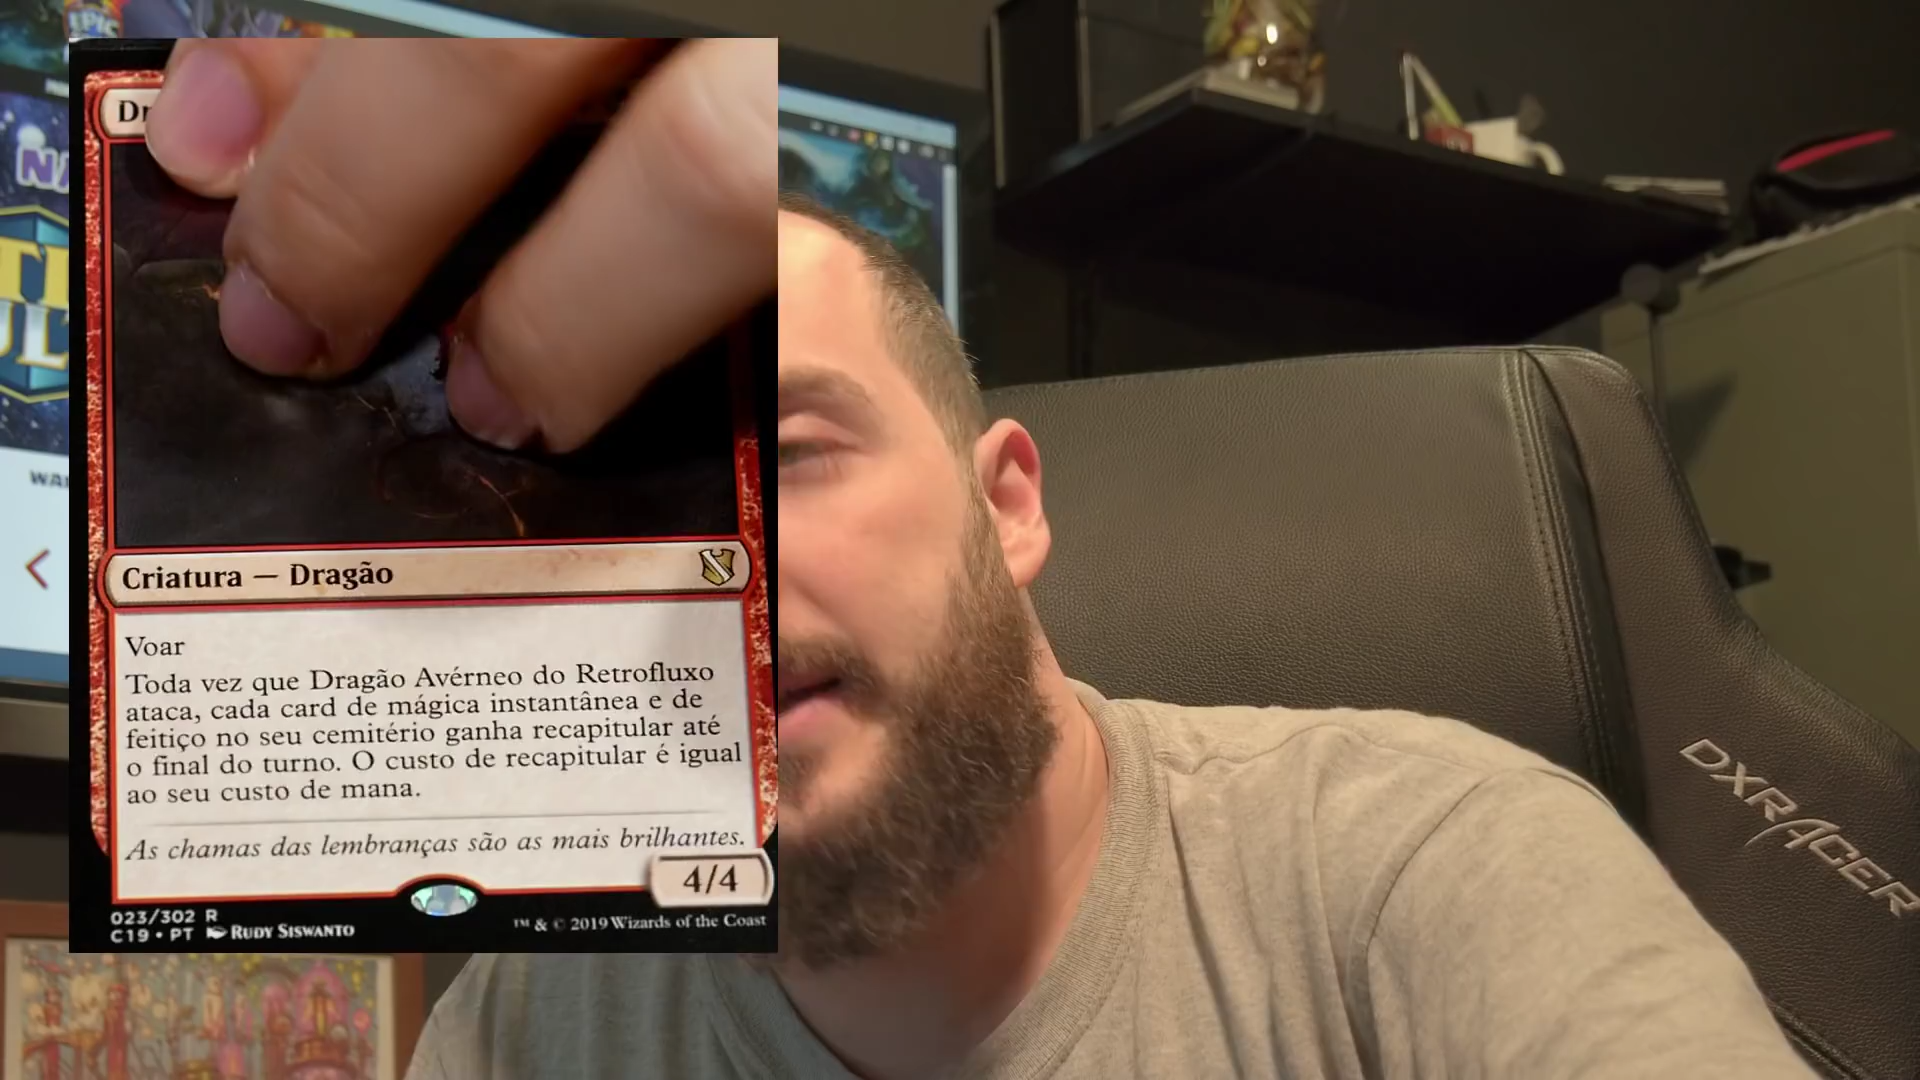 EPIC
Dr
Criatura — Dragão
Voar
Toda vez que Dragão Avérneo do Retrofluxo
ataca, cada card de mágica instantânea e de
feitiço no seu cemitério ganha recapitular até
o final do turno. O custo de recapitular é igual
ao seu custo de mana.
As chamas das lembranças são as mais brilhantes.
4/4
023/302 R
C19 • PT RUDY SISWANTO
™ & © 2019 Wizards of the Coast
DXRACER